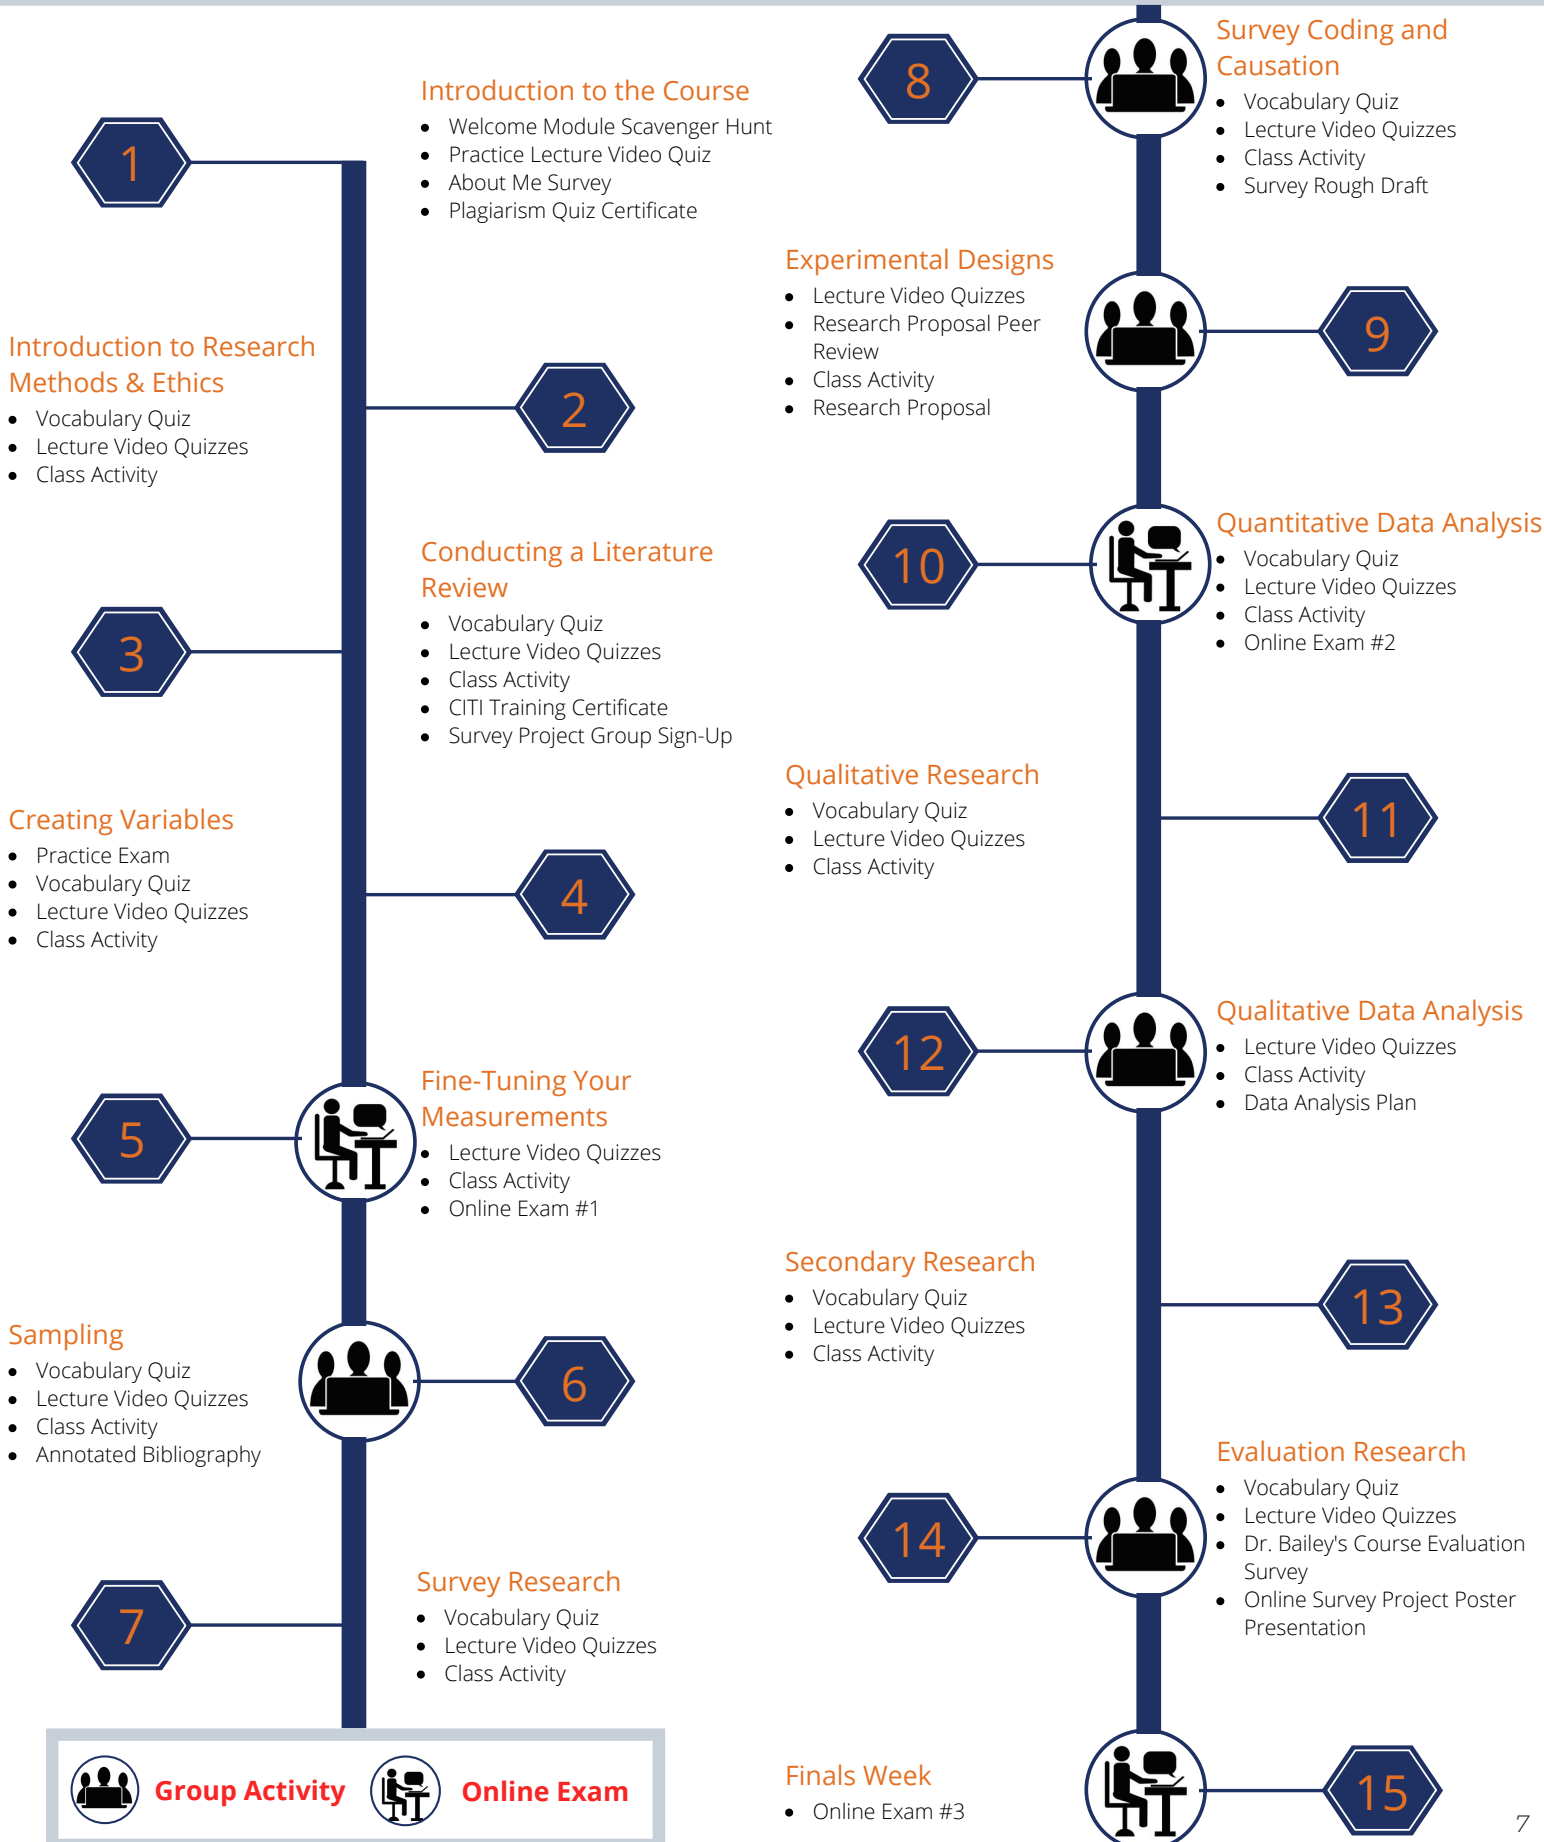 1
Introduction to the Course
Welcome Module Scavenger Hunt
Practice Lecture Video Quiz
About Me Survey
Plagiarism Quiz Certificate
Introduction to Research
Methods & Ethics
Vocabulary Quiz
Lecture Video Quizzes
Class Activity
2
3
Conducting a Literature
Review
Vocabulary Quiz
Lecture Video Quizzes
Class Activity
CITI Training Certificate
Survey Project Group Sign-Up
Creating Variables
Practice Exam
Vocabulary Quiz
Lecture Video Quizzes
Class Activity
4
5
Fine-Tuning Your
Measurements
Lecture Video Quizzes
Class Activity
Online Exam #1
Sampling
Vocabulary Quiz
Lecture Video Quizzes
Class Activity
Annotated Bibliography
6
7
Survey Research
Vocabulary Quiz
Lecture Video Quizzes
Class Activity
Group Activity
Online Exam
8
Survey Coding and
Causation
Vocabulary Quiz
Lecture Video Quizzes
Class Activity
Survey Rough Draft
Experimental Designs
Lecture Video Quizzes
Research Proposal Peer
Review
Class Activity
Research Proposal
9
10
Quantitative Data Analysis
Vocabulary Quiz
Lecture Video Quizzes
Class Activity
Online Exam #2
Qualitative Research
Vocabulary Quiz
Lecture Video Quizzes
Class Activity
11
12
Qualitative Data Analysis
Lecture Video Quizzes
Class Activity
Data Analysis Plan
Secondary Research
Vocabulary Quiz
Lecture Video Quizzes
Class Activity
13
14
Evaluation Research
Vocabulary Quiz
Lecture Video Quizzes
Dr. Bailey's Course Evaluation
Survey
Online Survey Project Poster
Presentation
Finals Week
Online Exam #3
15
7